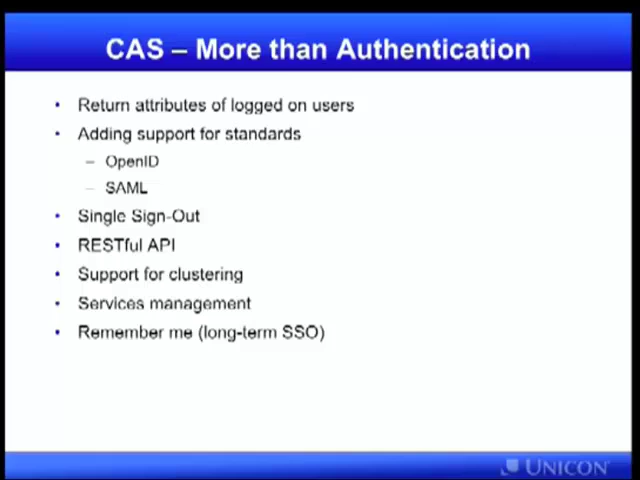 CAS – More than Authentication
• Return attributes of logged on users
• Adding support for standards
– OpenID
– SAML
• Single Sign-Out
• RESTful API
• Support for clustering
• Services management
• Remember me (long-term SSO)
UNICON